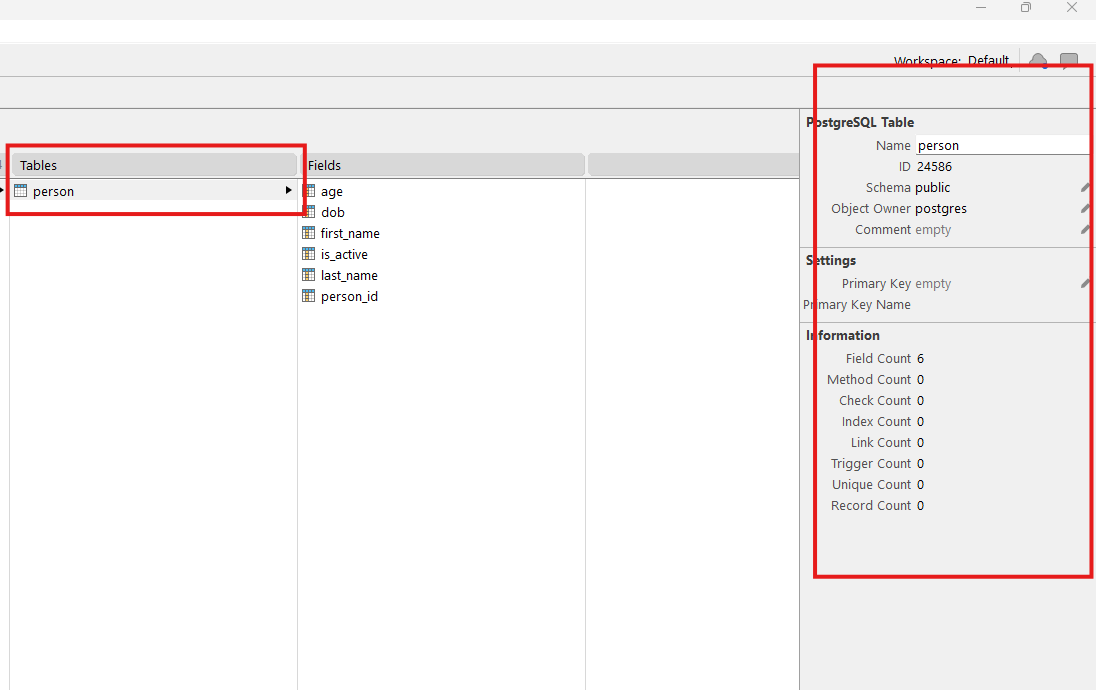 Workspace: Default
Tables
person
Fields
age
dob
first_name
is_active
last_name
person_id
PostgreSQL Table
Name person
ID 24586
Schema public
Object Owner postgres
Comment empty
Settings
Primary Key empty
Primary Key Name
Information
Field Count 6
Method Count 0
Check Count 0
Index Count 0
Link Count 0
Trigger Count 0
Unique Count 0
Record Count 0